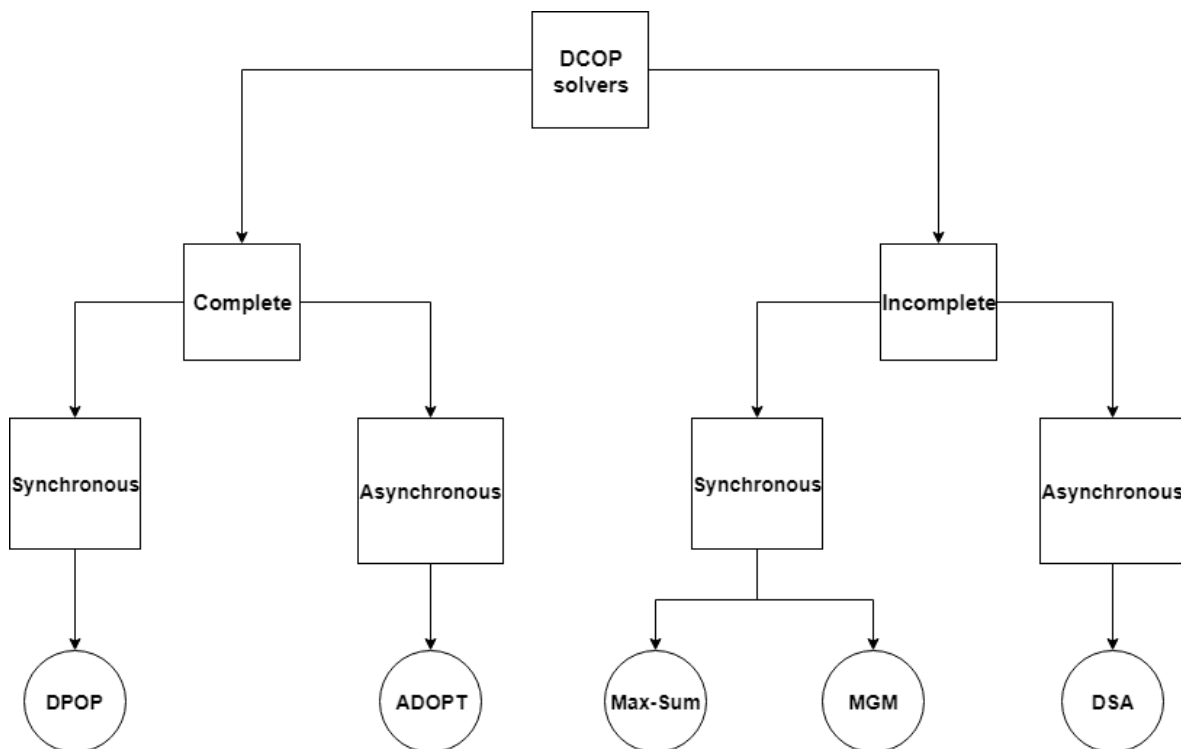 DCOP
solvers
Complete
Incomplete
Synchronous
Asynchronous
Synchronous
Asynchronous
DPOP
ADOPT
Max-Sum
MGM
DSA